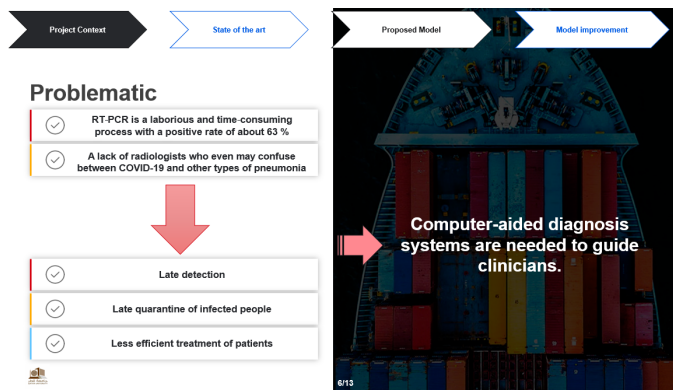 Project Context
State of the art
Proposed Model
Model improvement
Problematic
RT-PCR is a laborious and time-consuming
process with a positive rate of about 63 %
A lack of radiologists who even may confuse
between COVID-19 and other types of pneumonia
Late detection
Late quarantine of infected people
Less efficient treatment of patients
Computer-aided diagnosis
systems are needed to guide
clinicians.
6/13